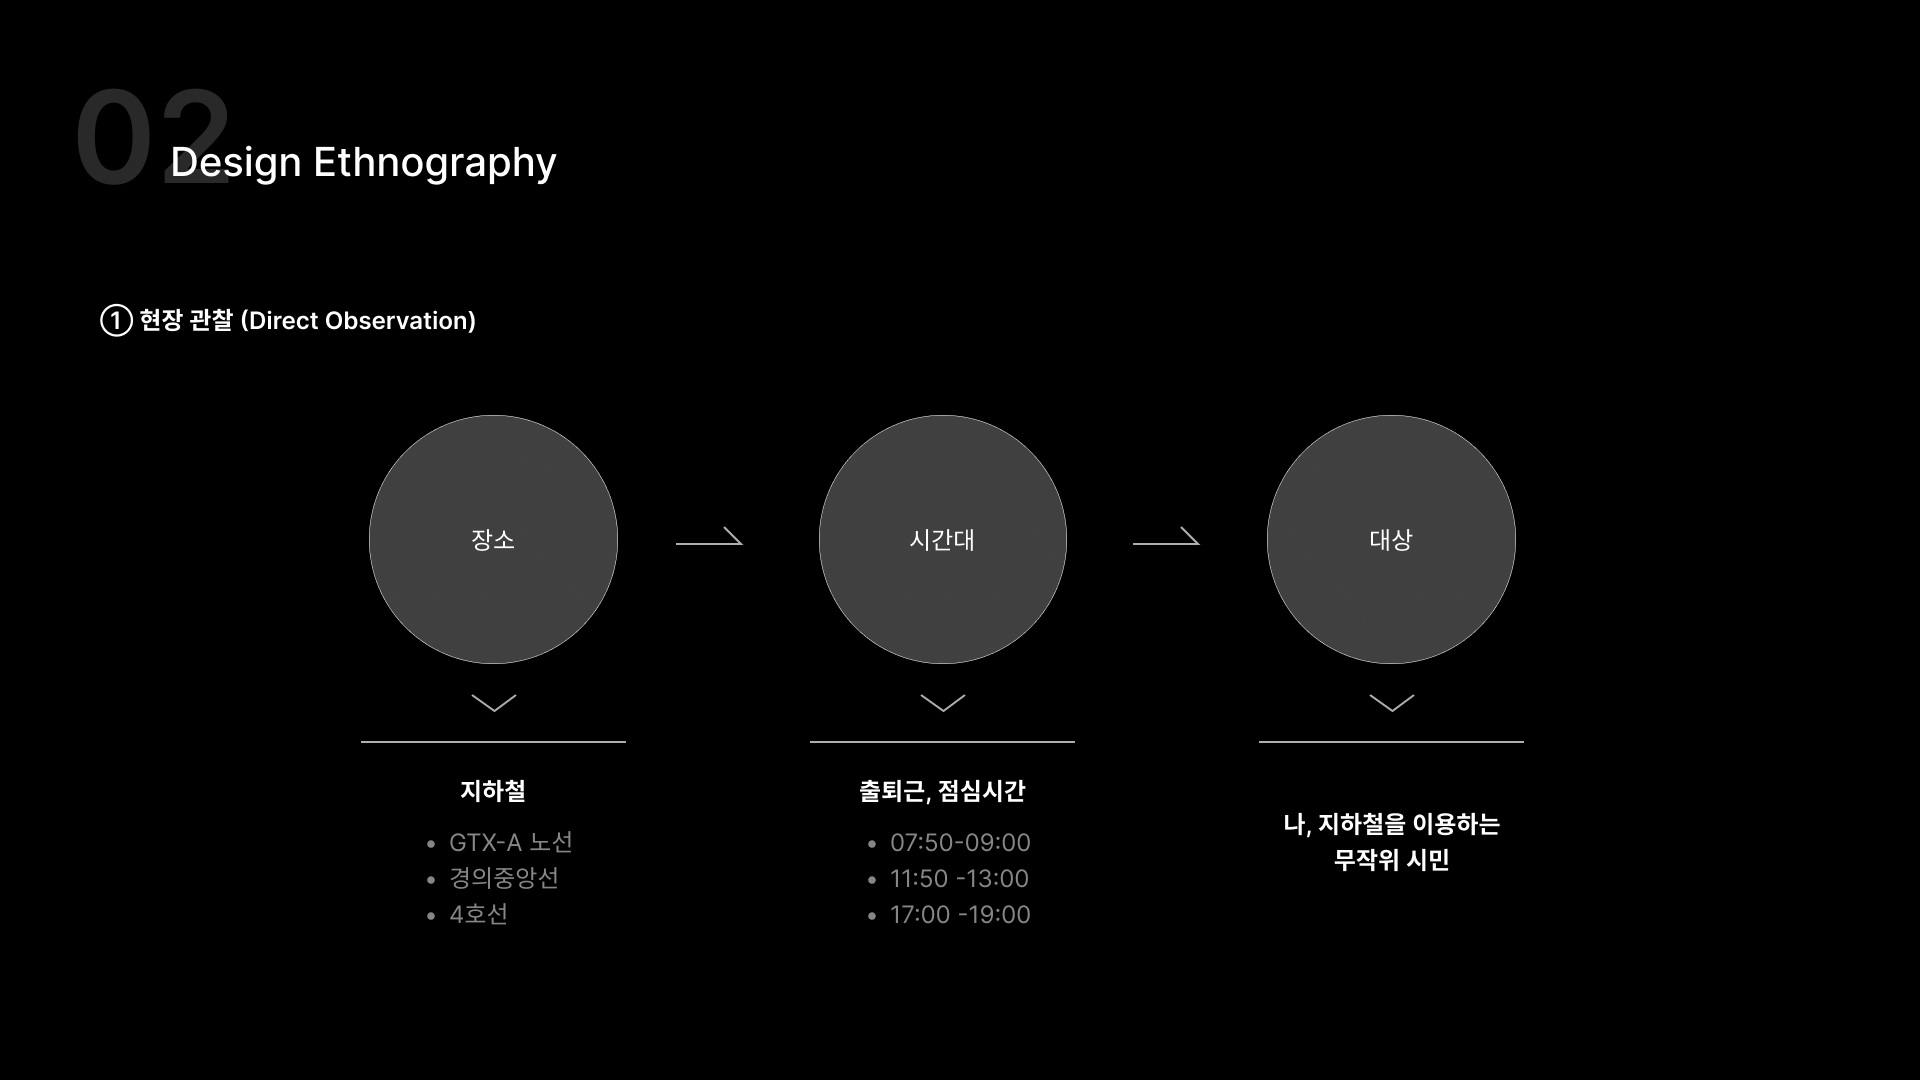 02
Design Ethnography
① 현장 관찰 (Direct Observation)
장소
시간대
대상
지하철
• GTX-A 노선
• 경의중앙선
• 4호선
출퇴근, 점심시간
• 07:50-09:00
• 11:50 -13:00
• 17:00 -19:00
나, 지하철을 이용하는
무작위 시민